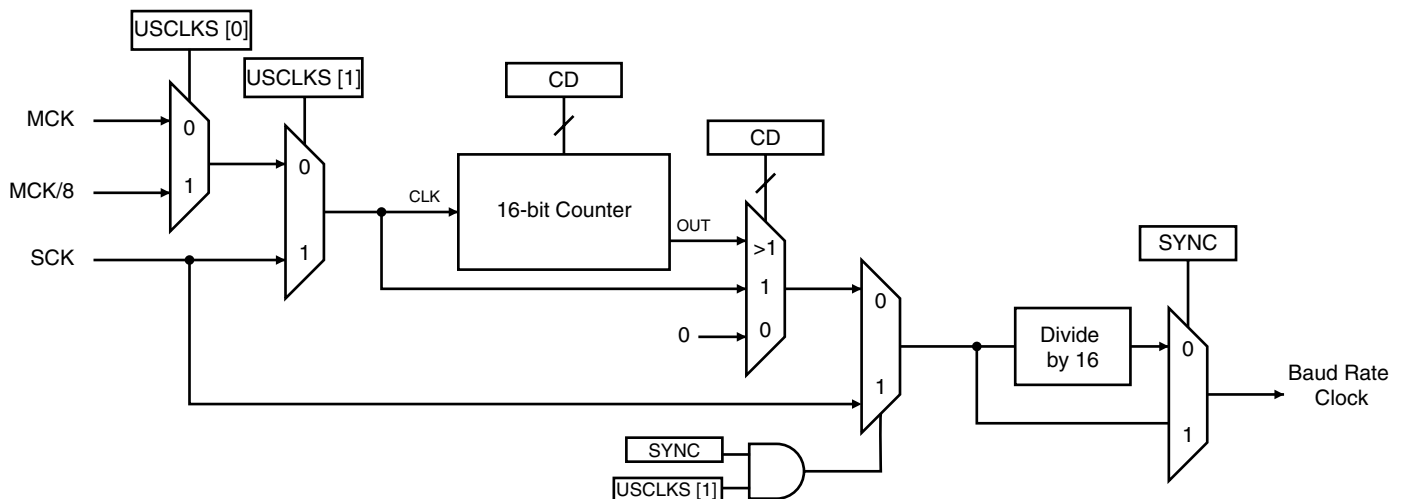 USCLKS [0]
USCLKS [1]
CD
CD
MCK
0
MCK/8
1
0
CLK
16-bit Counter
OUT
>1
SYNC
SCK
1
1
0
0
0
Divide
by 16
0
1
Baud Rate
Clock
1
SYNC
USCLKS [1]